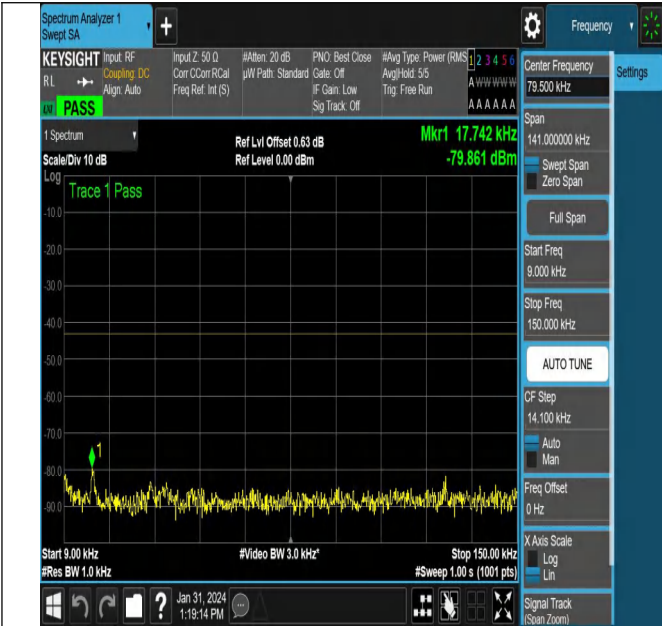 Spectrum Analyzer 1
Swept SA
+
Frequency
KEYSIGHT
RL
PASS
Input: RF
Coupling: DC
Align: Auto
Input Z: 50 Ω
Corr CCorr RCal
Freq Ref: Int (S)
#Atten: 20 dB
µW Path: Standard
PNO: Best Close
Gate: Off
IF Gain: Low
Sig Track: Off
#Avg Type: Power (RMS
Avg|Hold: 5/5
Trig: Free Run
1 2 3 4 5 6
A W W W W W
A A A A A A
1 Spectrum
Scale/Div 10 dB
Ref Lvl Offset 0.63 dB
Ref Level 0.00 dBm
Mkr1 17.742 kHz
-79.861 dBm
Log
Trace 1 Pass
-10.0
-20.0
-30.0
-40.0
-50.0
-60.0
-70.0
-80.0
-90.0
1
Start 9.00 kHz
#Res BW 1.0 kHz
#Video BW 3.0 kHz*
Stop 150.00 kHz
#Sweep 1.00 s (1001 pts)
Jan 31, 2024
1:19:14 PM
?
Center Frequency
79.500 kHz
Settings
Span
141.000000 kHz
Swept Span
Zero Span
Full Span
Start Freq
9.000 kHz
Stop Freq
150.000 kHz
AUTO TUNE
CF Step
14.100 kHz
Auto
Man
Freq Offset
0 Hz
X Axis Scale
Log
Lin
Signal Track
(Span Zoom)